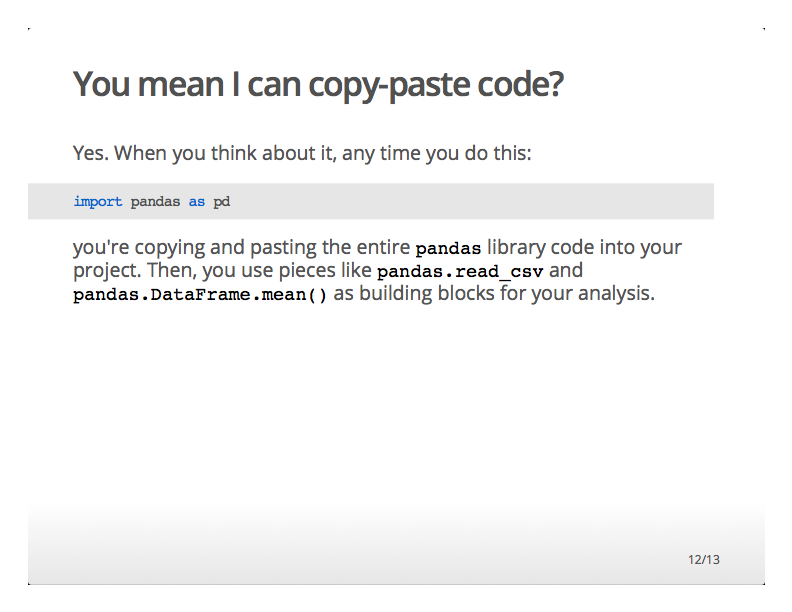 You mean I can copy-paste code?
Yes. When you think about it, any time you do this:
import pandas as pd
you're copying and pasting the entire pandas library code into your
project. Then, you use pieces like pandas.read_csv and
pandas.DataFrame.mean() as building blocks for your analysis.
12/13